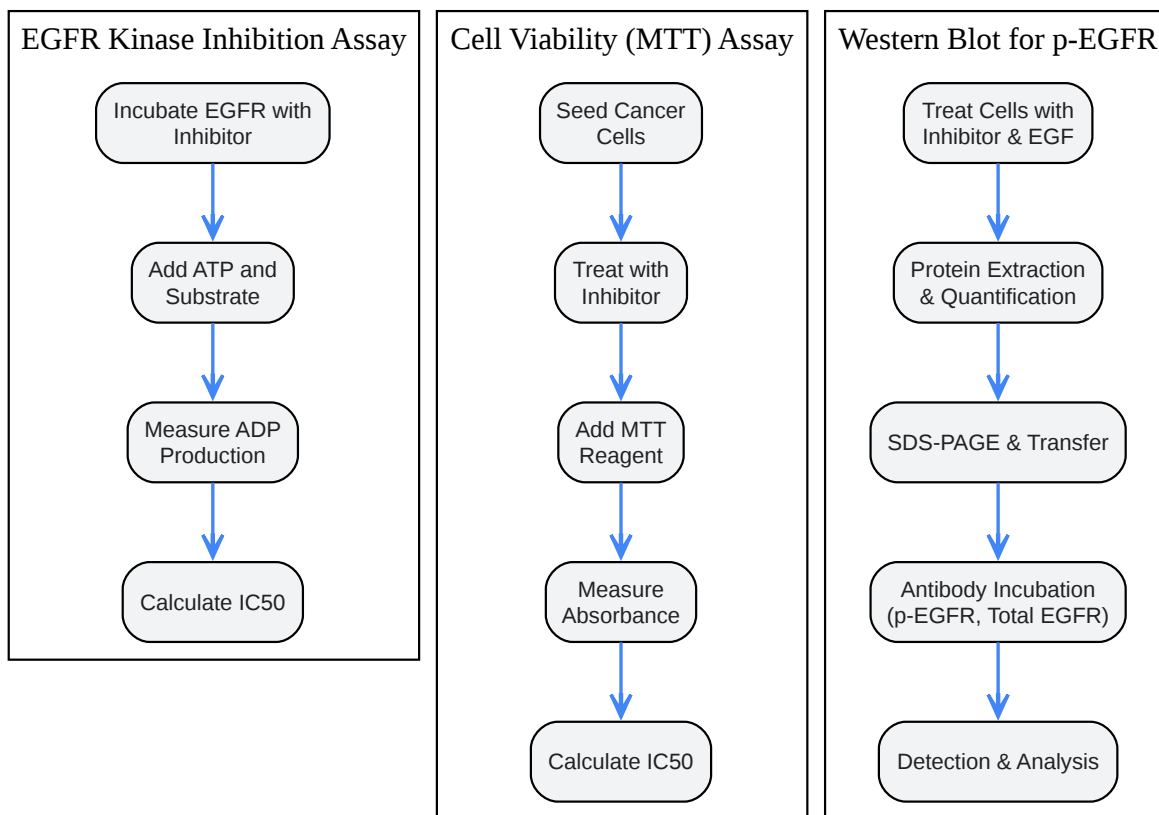 EGFR Kinase Inhibition Assay
Incubate EGFR with
Inhibitor
Add ATP and
Substrate
Measure ADP
Production
Calculate IC50
Cell Viability (MTT) Assay
Seed Cancer
Cells
Treat with
Inhibitor
Add MTT
Reagent
Measure
Absorbance
Calculate IC50
Western Blot for p-EGFR
Treat Cells with
Inhibitor & EGF
Protein Extraction
& Quantification
SDS-PAGE & Transfer
Antibody Incubation
(p-EGFR, Total EGFR)
Detection & Analysis